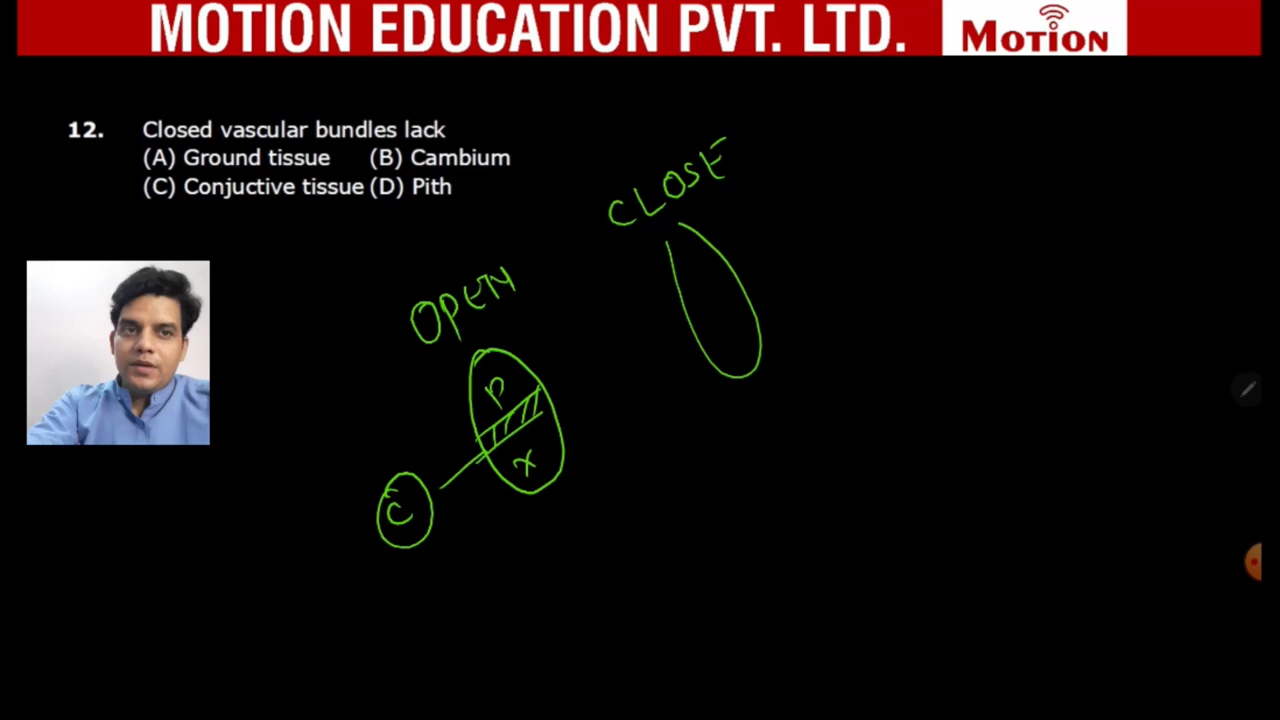 MOTION EDUCATION PVT. LTD.
MOTION
12. Closed vascular bundles lack
(A) Ground tissue (B) Cambium
(C) Conjuctive tissue (D) Pith
CLOSE
OPEN
P
X
C